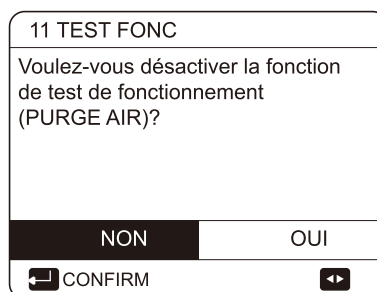 11 TEST FONC
Voulez-vous désactiver la fonction
de test de fonctionnement
(PURGE AIR)?
NON OUI
CONFIRM